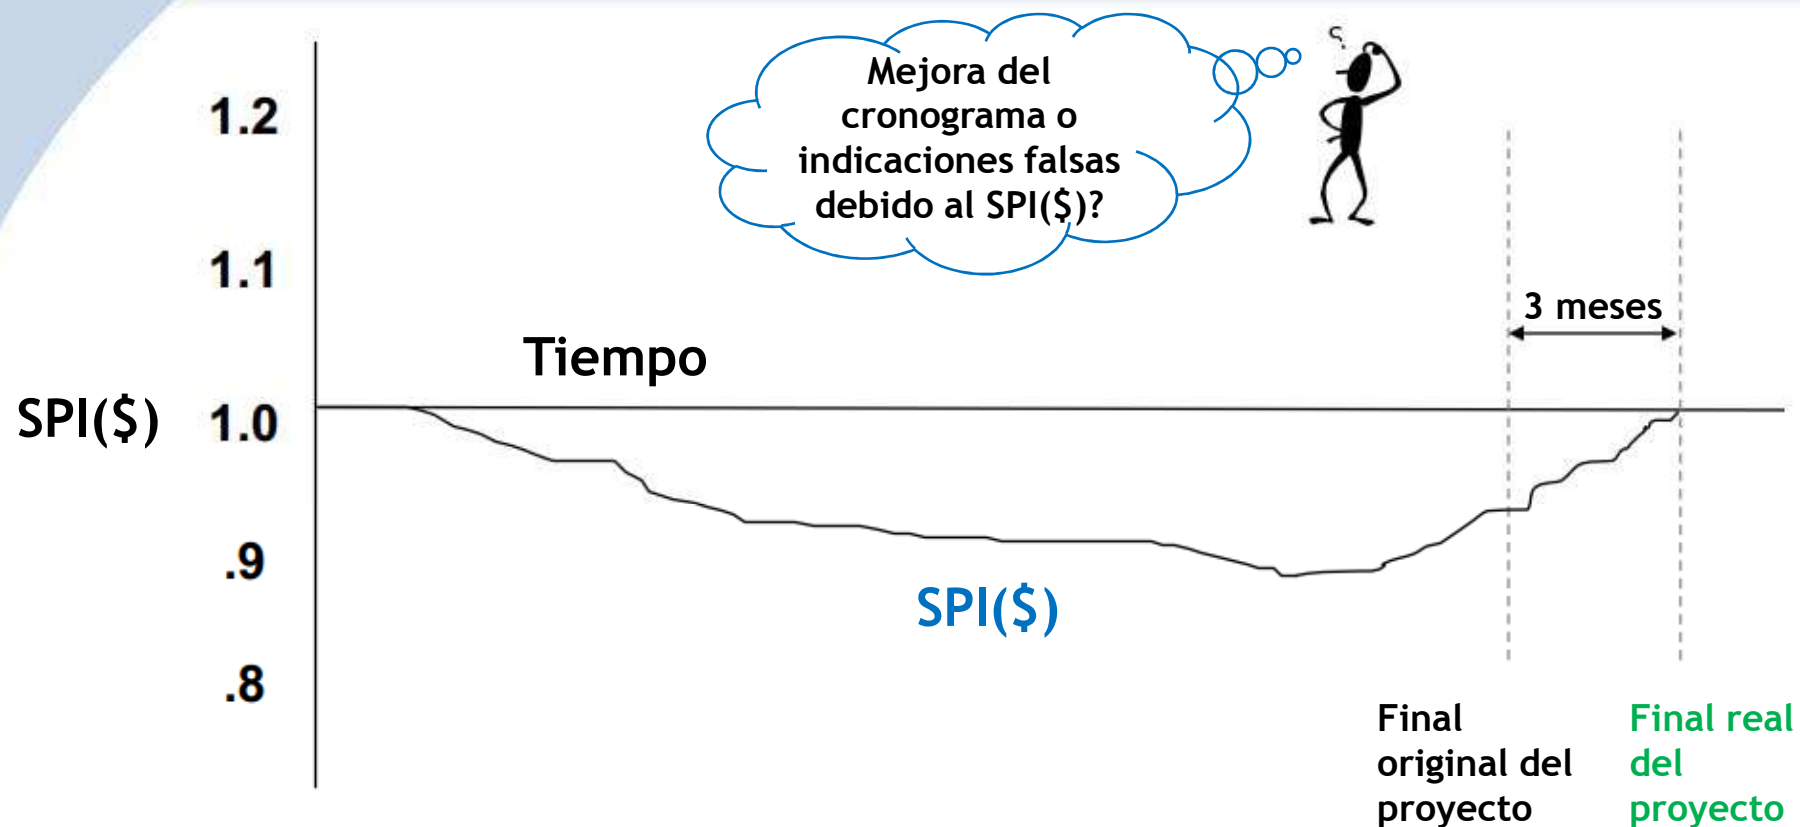 Mejora del
cronograma o
indicaciones falsas
debido al SPI($)?
?
1.2
1.1
3 meses
Tiempo
SPI($)
1.0
.9
SPI($)
.8
Final
original del
proyecto
Final real
del
proyecto